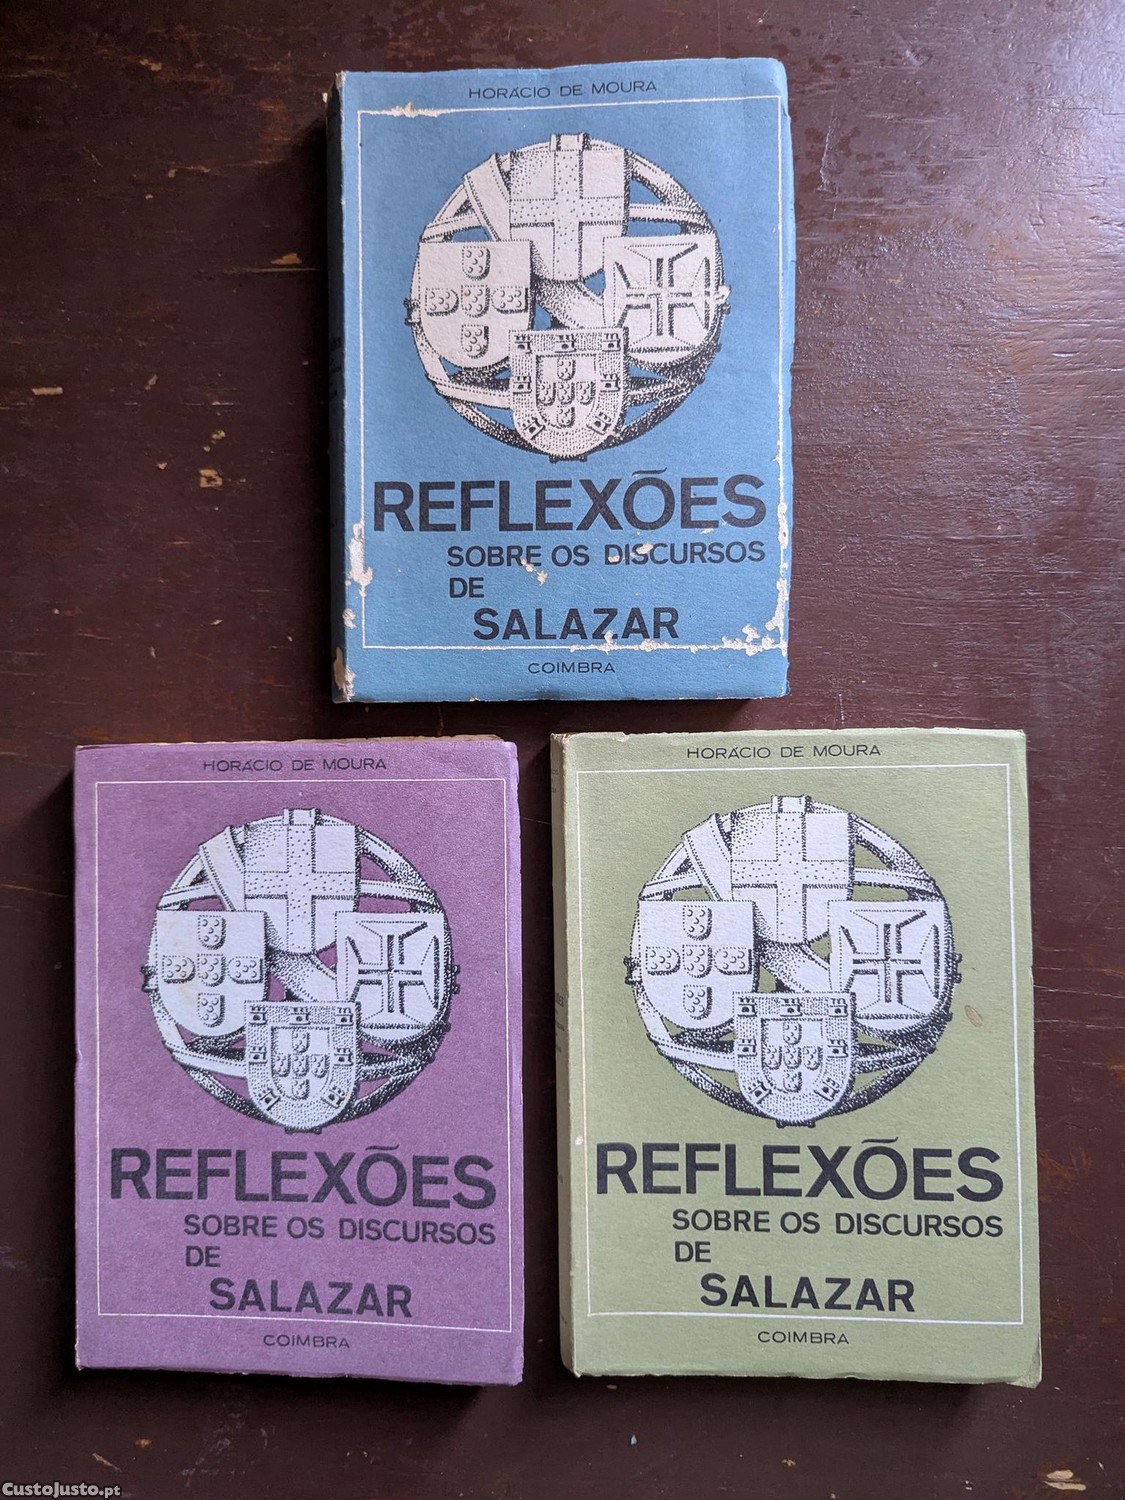 HORÁCIO DE MOURA
REFLEXÕES
SOBRE OS DISCURSOS
DE
SALAZAR
COIMBRA
HORÁCIO DE MOURA
REFLEXÕES
SOBRE OS DISCURSOS
DE
SALAZAR
COIMBRA
HORÁCIO DE MOURA
REFLEXÕES
SOBRE OS DISCURSOS
DE
SALAZAR
COIMBRA
CustoJusto.pt